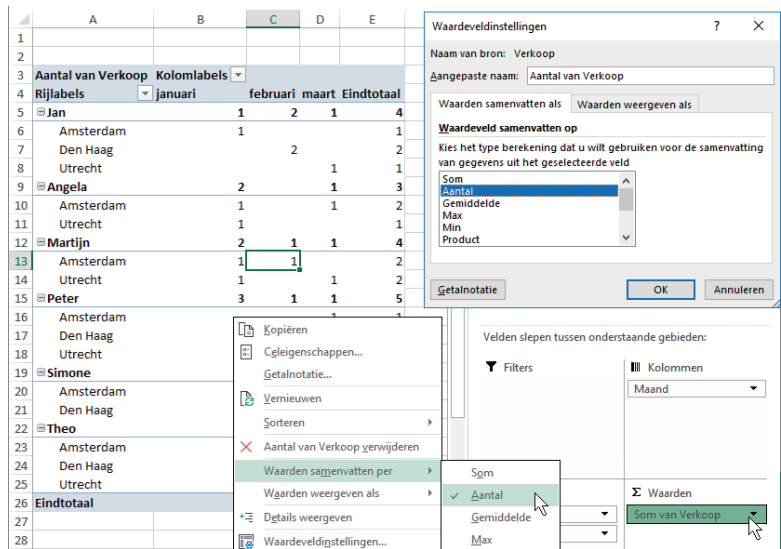 A B C D E
1
2
3 Aantal van Verkoop Kolomlabels
4 Rijlabels januari februari maart Eindtotaal
5 Jan 1 2 1 4
6 Amsterdam 1 1
7 Den Haag 2 2
8 Utrecht 1 1
9 Angela 2 1 3
10 Amsterdam 1 1 2
11 Utrecht 1 1
12 Martijn 2 1 1 4
13 Amsterdam 1 1 2
14 Utrecht 1 1 2
15 Peter 3 1 1 5
16 Amsterdam
17 Den Haag
18 Utrecht
19 Simone
20 Amsterdam
21 Den Haag
22 Theo
23 Amsterdam
24 Den Haag
25 Utrecht
26 Eindtotaal
27
28
Waardeveldinstellingen ? X
Naam van bron: Verkoop
Aangepaste naam: Aantal van Verkoop
Waarden samenvatten als Waarden weergeven als
Waardeveld samenvatten op
Kies het type berekening dat u wilt gebruiken voor de samenvatting
van gegevens uit het geselecteerde veld
Som
Aantal
Gemiddelde
Max
Min
Product
Getalnotatie OK Annuleren
Kopiëren
Celeigenschappen...
Getalnotatie...
Vernieuwen
Sorteren
Aantal van Verkoop verwijderen
Waarden samenvatten per
Waarden weergeven als
Details weergeven
Waardeveldinstellingen...
Som
Aantal
Gemiddelde
Max
Velden slepen tussen onderstaande gebieden:
Filters
Kolommen
Maand
Σ Waarden
Som van Verkoop